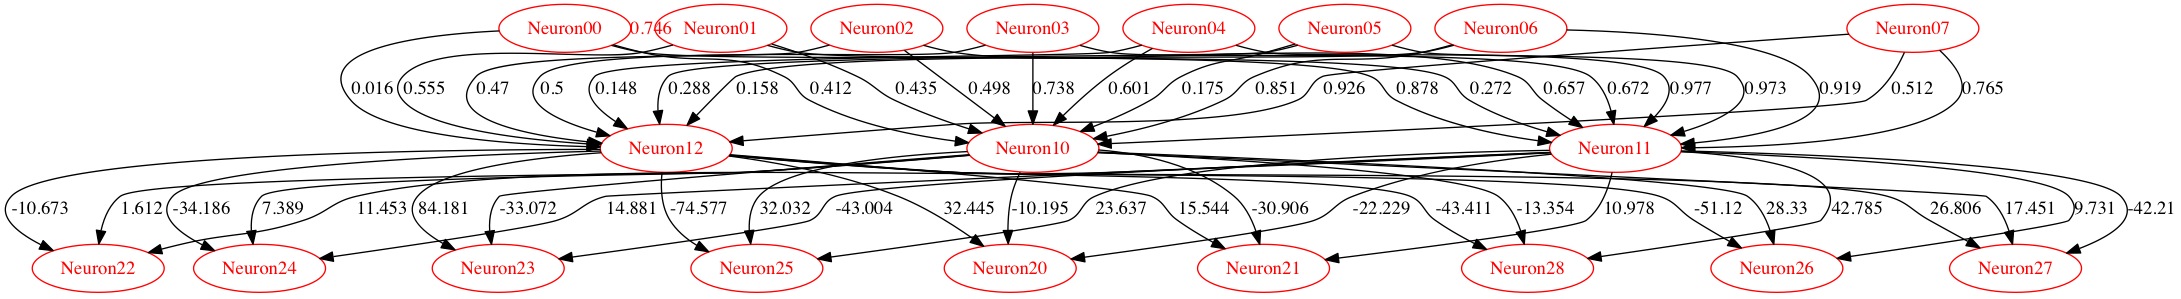 Neuron00 0.746 Neuron01 Neuron02 Neuron03 Neuron04 Neuron05 Neuron06 Neuron07
0.016 0.555 0.47 0.5 0.148 0.288 0.158 0.412 0.435 0.498 0.738 0.601 0.175 0.851 0.926 0.878 0.272 0.657 0.672 0.977 0.973 0.919 0.512 0.765
Neuron12 Neuron10 Neuron11
-10.673 1.612 -34.186 7.389 11.453 84.181 -33.072 14.881 -74.577 32.032 -43.004 32.445 -10.195 23.637 15.544 -30.906 -22.229 -43.411 -13.354 10.978 -51.12 28.33 42.785 26.806 17.451 9.731 -42.21
Neuron22 Neuron24 Neuron23 Neuron25 Neuron20 Neuron21 Neuron28 Neuron26 Neuron27